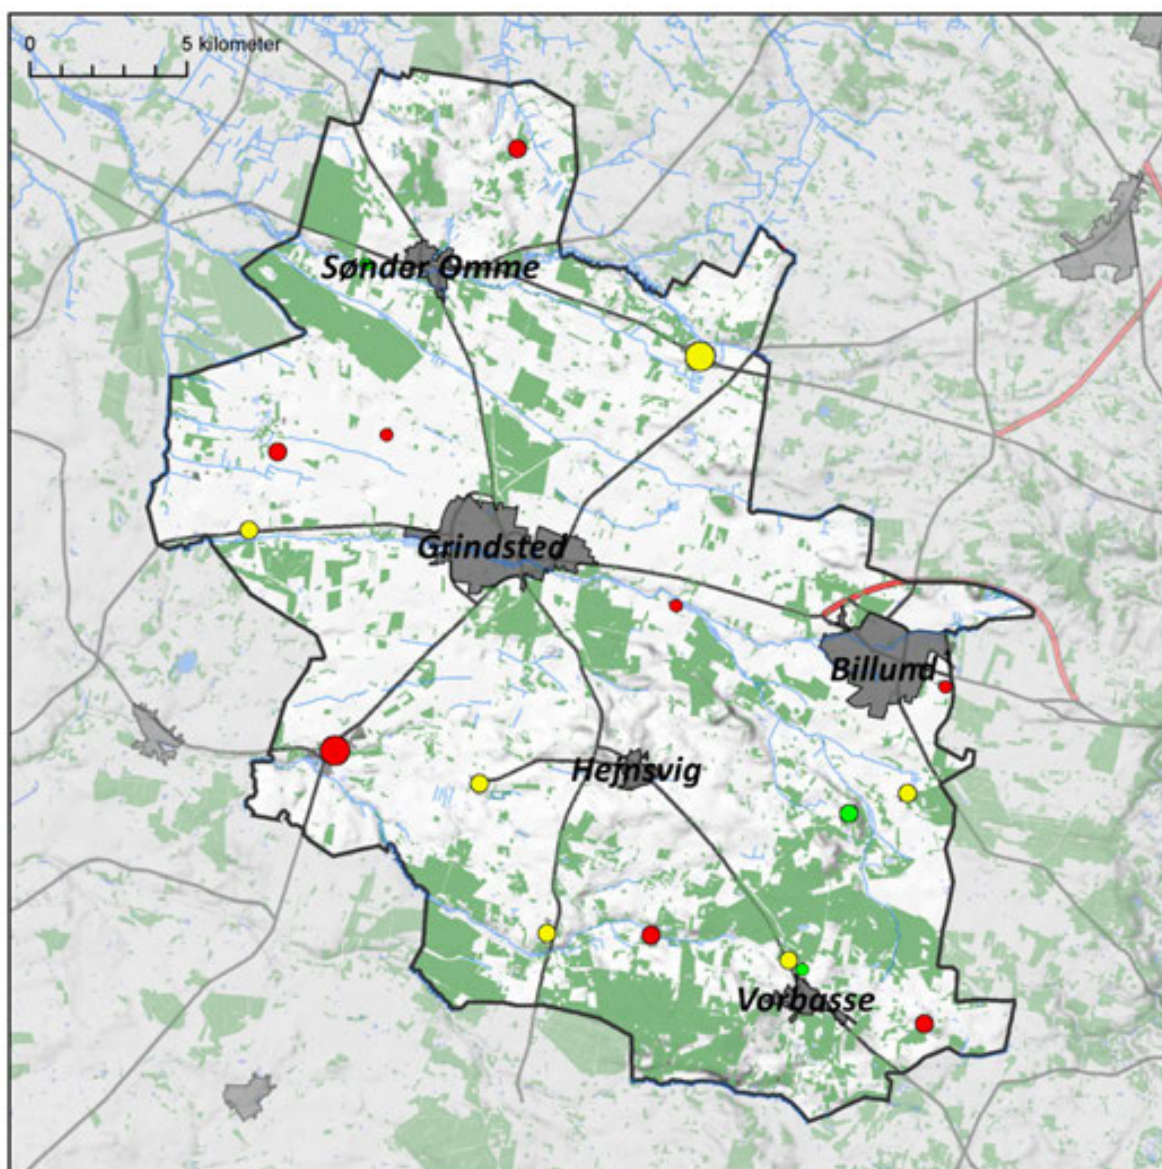 0 5 kilometer
Sønder Omme
Grindsted
Billund
Hejnsvig
Vorbasse